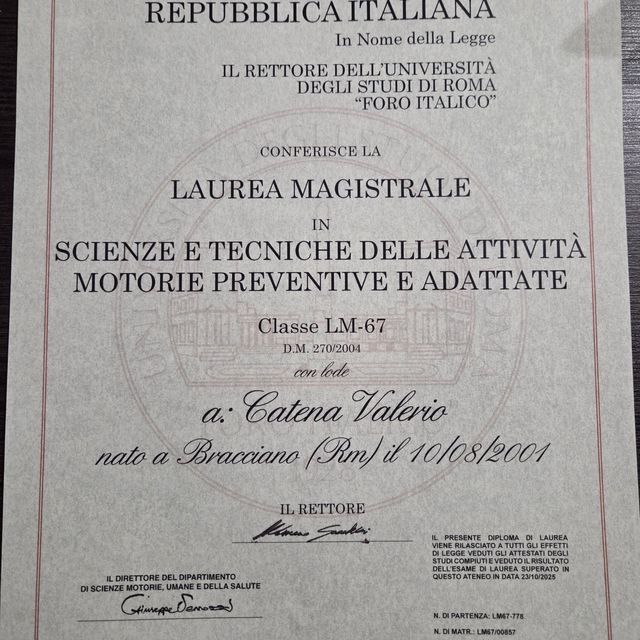 REPUBBLICA ITALIANA
In Nome della Legge
IL RETTORE DELL'UNIVERSITÀ
DEGLI STUDI DI ROMA
“FORO ITALICO”
CONFERISCE LA
LAUREA MAGISTRALE
IN
SCIENZE E TECNICHE DELLE ATTIVITÀ
MOTORIE PREVENTIVE E ADATTATE
Classe LM-67
D.M. 270/2004
con lode
a: Catena Valerio
nato a Bracciano (Rm) il 10/08/2001
IL RETTORE
IL PRESENTE DIPLOMA DI LAUREA
VIENE RILASCIATO A TUTTI GLI EFFETTI
DI LEGGE VEDUTI GLI ATTESTATI DEGLI
STUDI COMPIUTI E VEDUTO IL RISULTATO
DELL'ESAME DI LAUREA SUPERATO IN
QUESTO ATENEO IN DATA 23/10/2025
IL DIRETTORE DEL DIPARTIMENTO
DI SCIENZE MOTORIE, UMANE E DELLA SALUTE
N. DI PARTENZA: LM67-778
N. DI MATR.: LM67/00857